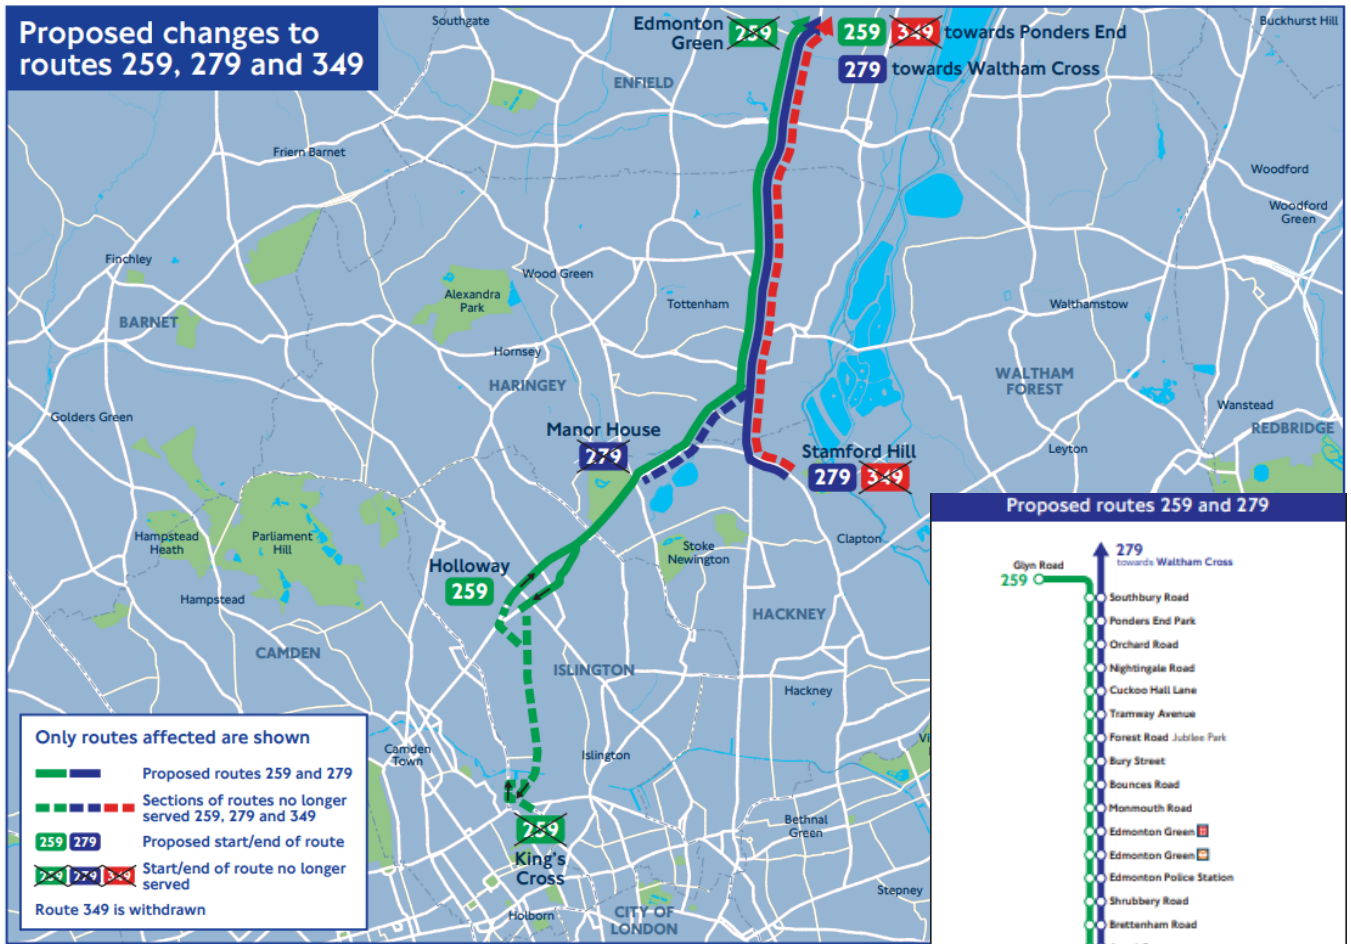 Proposed changes to
routes 259, 279 and 349
Southgate
Edmonton
Green
259
259
349
towards Ponders End
279
towards Waltham Cross
Buckhurst Hill
ENFIELD
Friern Barnet
Woodford
Woodford
Green
Finchley
Wood Green
Alexandra
Park
Tottenham
Walthamstow
BARNET
Hornsey
HARINGEY
WALTHAM
FOREST
Golders Green
Wanstead
REDBRIDGE
Manor House
279
Stamford Hill
279
349
Leyton
Hampstead
Heath
Parliament
Hill
Stoke
Newington
Clapton
Holloway
259
Hampstead
HACKNEY
CAMDEN
ISLINGTON
Hackney
Camden
Town
Islington
Bethnal
Green
259
King's
Cross
Stepney
Holborn
CITY OF
LONDON
Only routes affected are shown
Proposed routes 259 and 279
Sections of routes no longer
served 259, 279 and 349
259
279
Proposed start/end of route
259
279
349
Start/end of route no longer
served
Route 349 is withdrawn
Proposed routes 259 and 279
279
towards Waltham Cross
Glyn Road
259
Southbury Road
Ponders End Park
Orchard Road
Nightingale Road
Cuckoo Hall Lane
Tramway Avenue
Forest Road Jubilee Park
Bury Street
Bounces Road
Monmouth Road
Edmonton Green
Edmonton Green
Edmonton Police Station
Shrubbery Road
Brettenham Road